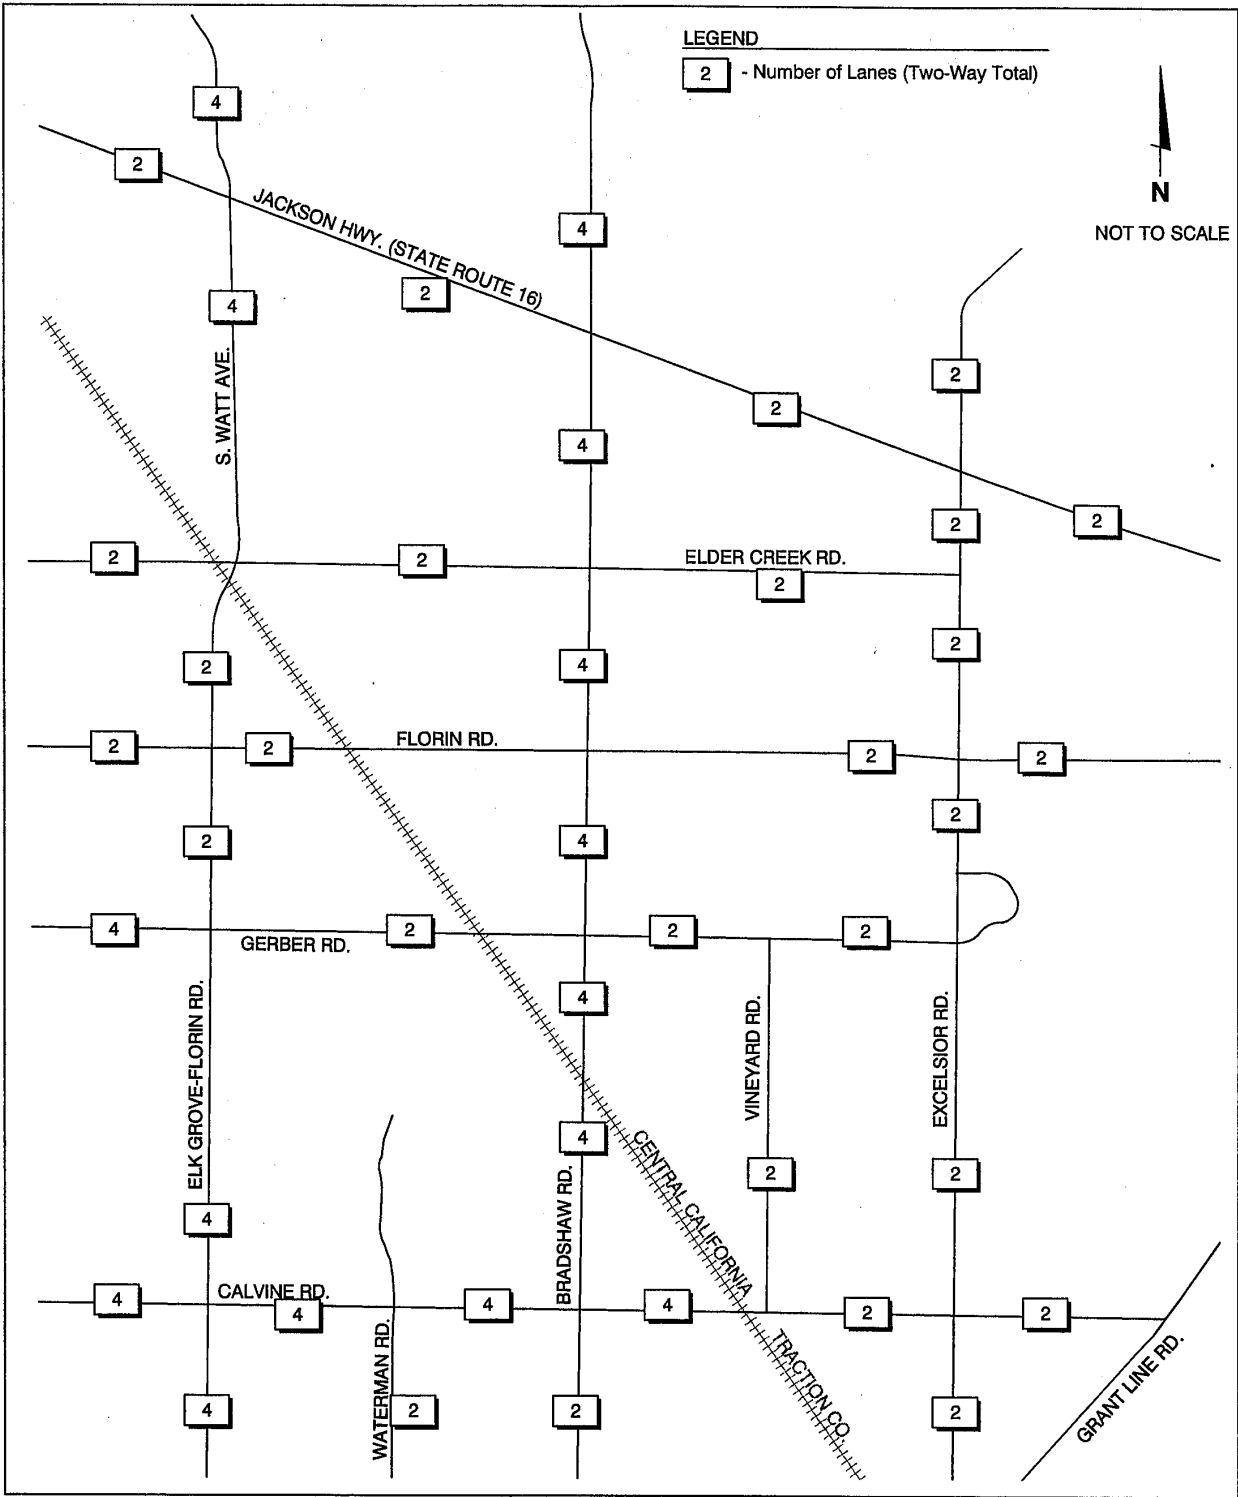 LEGEND
2 - Number of Lanes (Two-Way Total)
N
NOT TO SCALE
4
2
JACKSON HWY. (STATE ROUTE 16)
4
2
4
S. WATT AVE.
2
2
4
2
2
2
2
ELDER CREEK RD.
2
2
4
2
2
2
FLORIN RD.
2
2
2
2
4
4
GERBER RD.
2
2
2
4
ELK GROVE-FLORIN RD.
VINEYARD RD.
EXCELSIOR RD.
4
CENTRAL CALIFORNIA
TRACTION CO.
BRADSHAW RD.
2
2
4
4
CALVINE RD.
4
4
4
2
2
WATERMAN RD.
GRANT LINE RD.
4
2
2
2